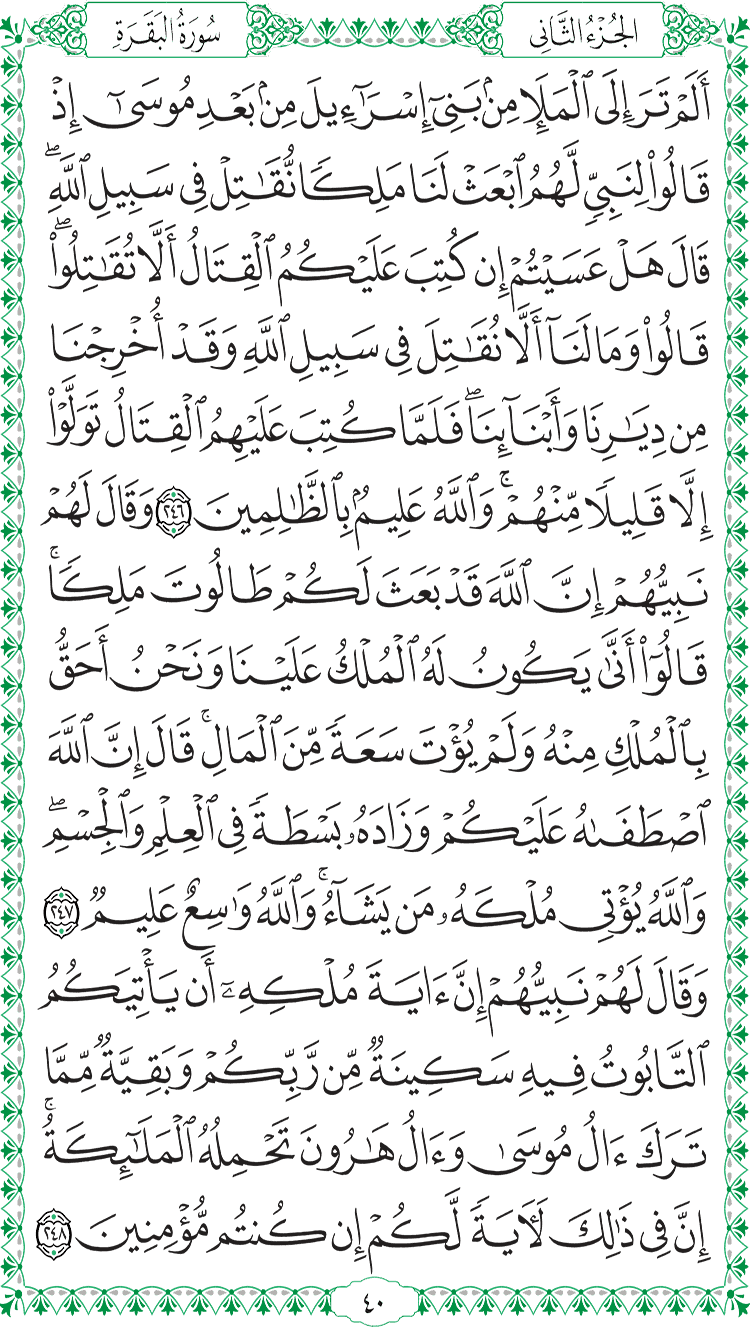 الجُزْءُ الثَّانِي
سُورَةُ البَقَرَةِ
أَلَمْ تَرَ إِلَى ٱلْمَلَإِ مِنۢ بَنِىٓ إِسْرَٰٓءِيلَ مِنۢ بَعْدِ مُوسَىٰٓ إِذْ
قَالُوا۟ لِنَبِىٍّ لَّهُمُ ٱبْعَثْ لَنَا مَلِكًا نُّقَٰتِلْ فِى سَبِيلِ ٱللَّهِ ۖ
قَالَ هَلْ عَسَيْتُمْ إِن كُتِبَ عَلَيْكُمُ ٱلْقِتَالُ أَلَّا تُقَٰتِلُوا۟ ۖ
قَالُوا۟ وَمَا لَنَآ أَلَّا نُقَٰتِلَ فِى سَبِيلِ ٱللَّهِ وَقَدْ أُخْرِجْنَا
مِن دِيَٰرِنَا وَأَبْنَآئِنَا ۖ فَلَمَّا كُتِبَ عَلَيْهِمُ ٱلْقِتَالُ تَوَلَّوْا۟
إِلَّا قَلِيلًا مِّنْهُمْ ۗ وَٱللَّهُ عَلِيمٌۢ بِٱلظَّٰلِمِينَ ٢٤٦ وَقَالَ لَهُمْ
نَبِيُّهُمْ إِنَّ ٱللَّهَ قَدْ بَعَثَ لَكُمْ طَالُوتَ مَلِكًا ۚ
قَالُوٓا۟ أَنَّىٰ يَكُونُ لَهُ ٱلْمُلْكُ عَلَيْنَا وَنَحْنُ أَحَقُّ
بِٱلْمُلْكِ مِنْهُ وَلَمْ يُؤْتَ سَعَةً مِّنَ ٱلْمَالِ ۚ قَالَ إِنَّ ٱللَّهَ
ٱصْطَفَىٰهُ عَلَيْكُمْ وَزَادَهُۥ بَسْطَةً فِى ٱلْعِلْمِ وَٱلْجِسْمِ ۖ
وَٱللَّهُ يُؤْتِى مُلْكَهُۥ مَن يَشَآءُ ۚ وَٱللَّهُ وَٰسِعٌ عَلِيمٌ ٢٤٧
وَقَالَ لَهُمْ نَبِيُّهُمْ إِنَّ ءَايَةَ مُلْكِهِۦٓ أَن يَأْتِيَكُمُ
ٱلتَّابُوتُ فِيهِ سَكِينَةٌ مِّن رَّبِّكُمْ وَبَقِيَّةٌ مِّمَّا
تَرَكَ ءَالُ مُوسَىٰ وَءَالُ هَٰرُونَ تَحْمِلُهُ ٱلْمَلَٰٓئِكَةُ ۚ
إِنَّ فِى ذَٰلِكَ لَءَايَةً لَّكُمْ إِن كُنتُم مُّؤْمِنِينَ ٢٤٨
٤٠